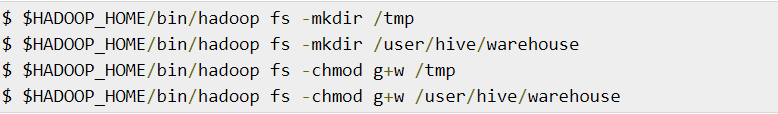 $ $HADOOP_HOME/bin/hadoop fs -mkdir /tmp
$ $HADOOP_HOME/bin/hadoop fs -mkdir /user/hive/warehouse
$ $HADOOP_HOME/bin/hadoop fs -chmod g+w /tmp
$ $HADOOP_HOME/bin/hadoop fs -chmod g+w /user/hive/warehouse